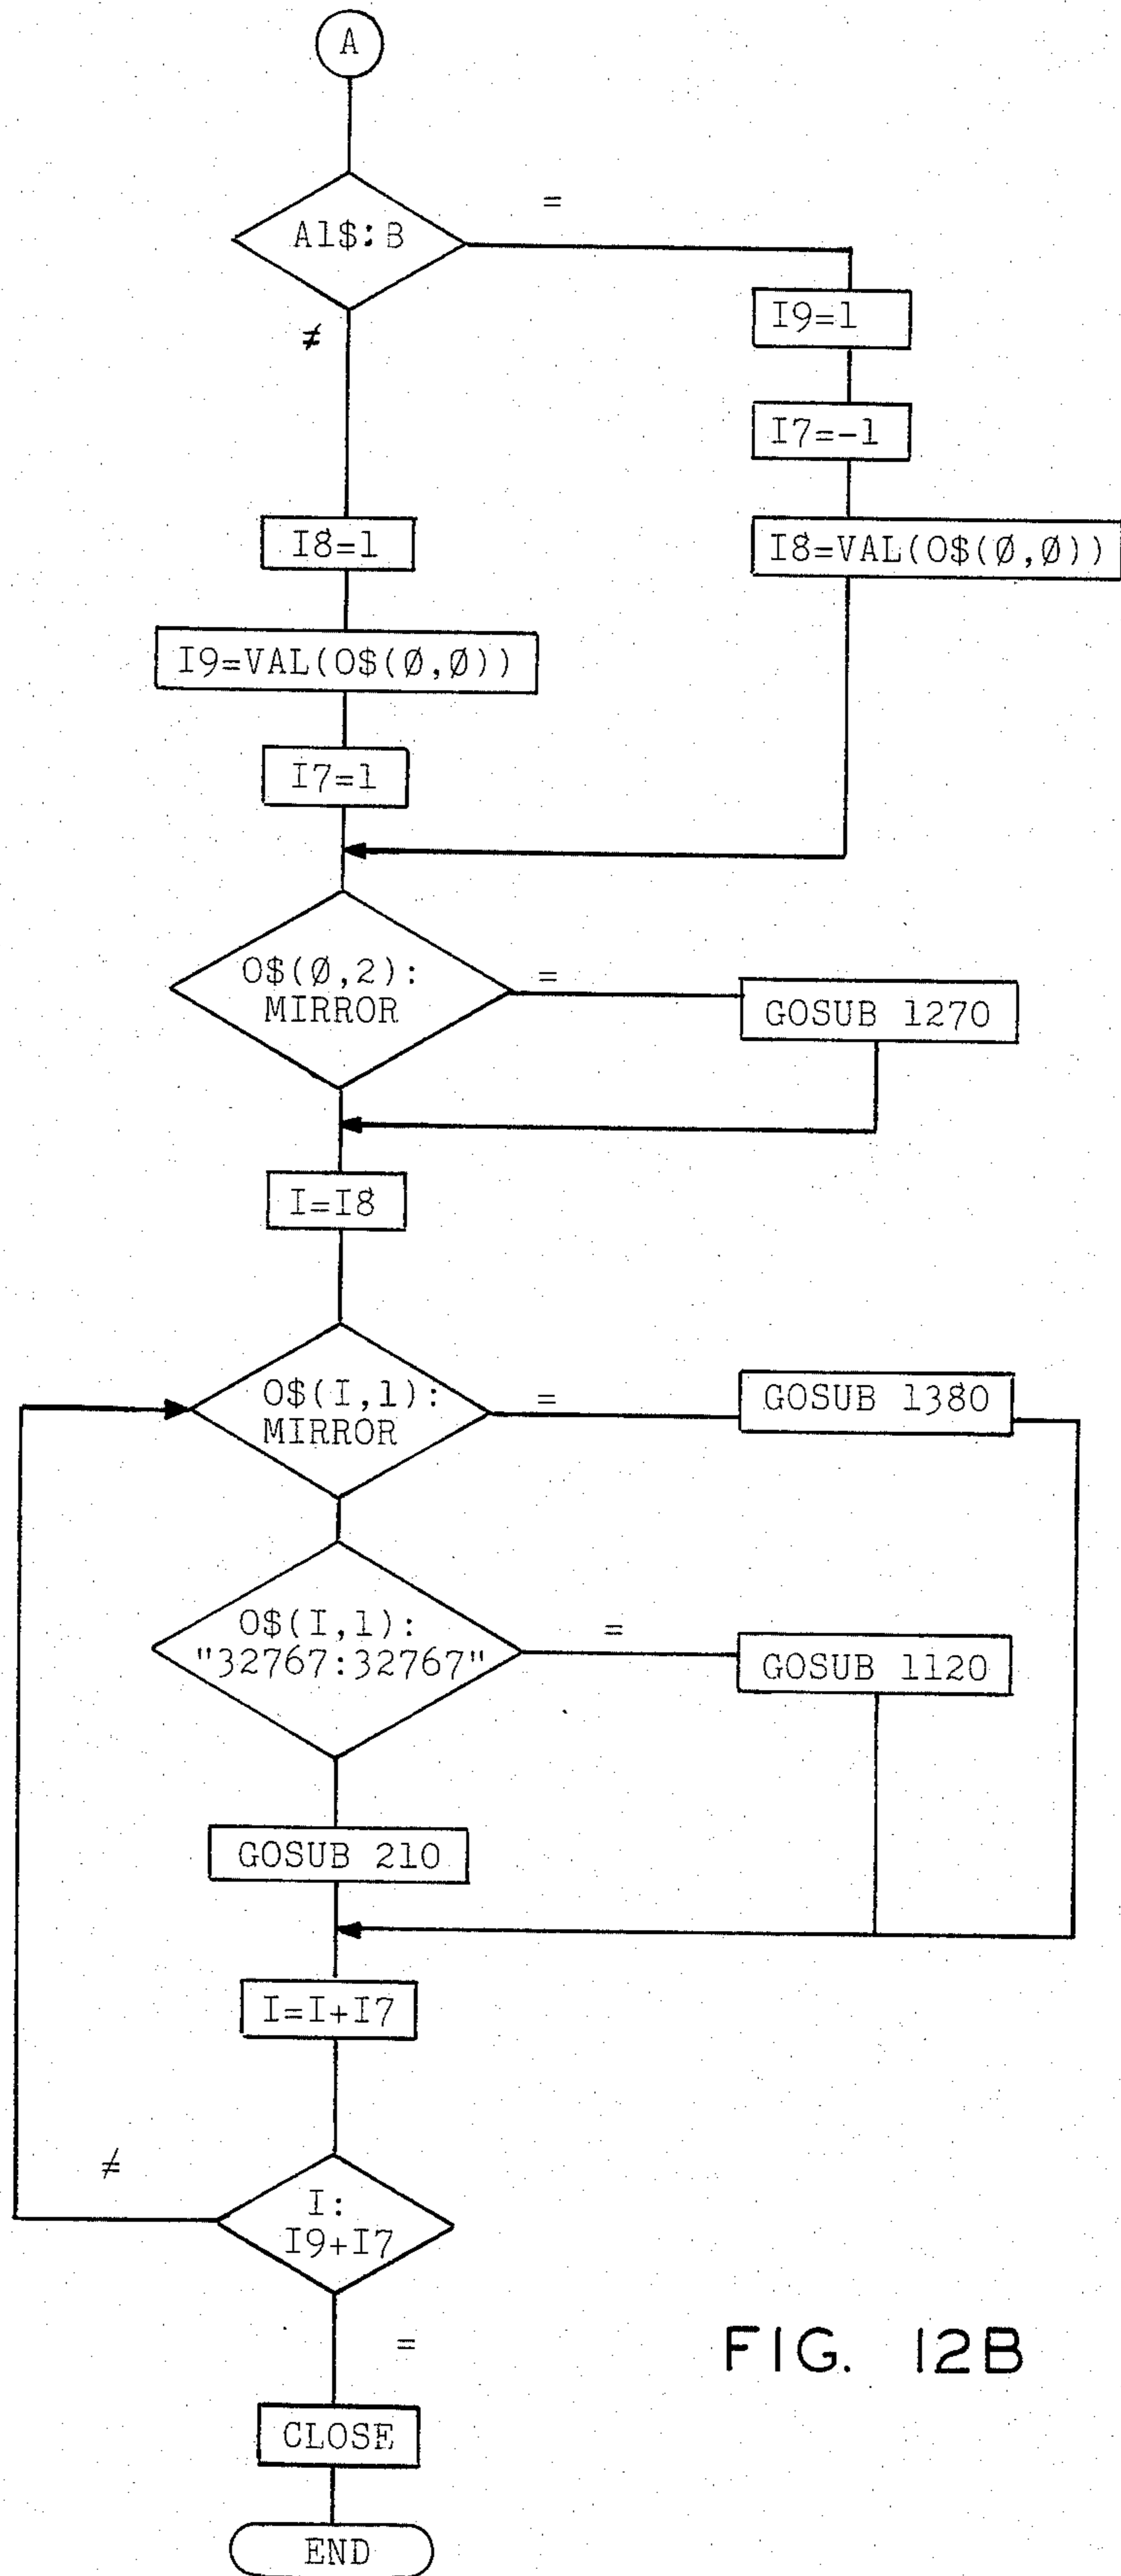 A
A1$:B
=
≠
I9=1
I7=-1
I8=1
I8=VAL(O$(Ø,Ø))
I9=VAL(O$(Ø,Ø))
I7=1
O$(Ø,2):
MIRROR
=
GOSUB 1270
I=I8
O$(I,1):
MIRROR
=
GOSUB 1380
O$(I,1):
"32767:32767"
=
GOSUB 1120
GOSUB 210
I=I+I7
≠
I:
I9+I7
=
FIG. 12B
CLOSE
END